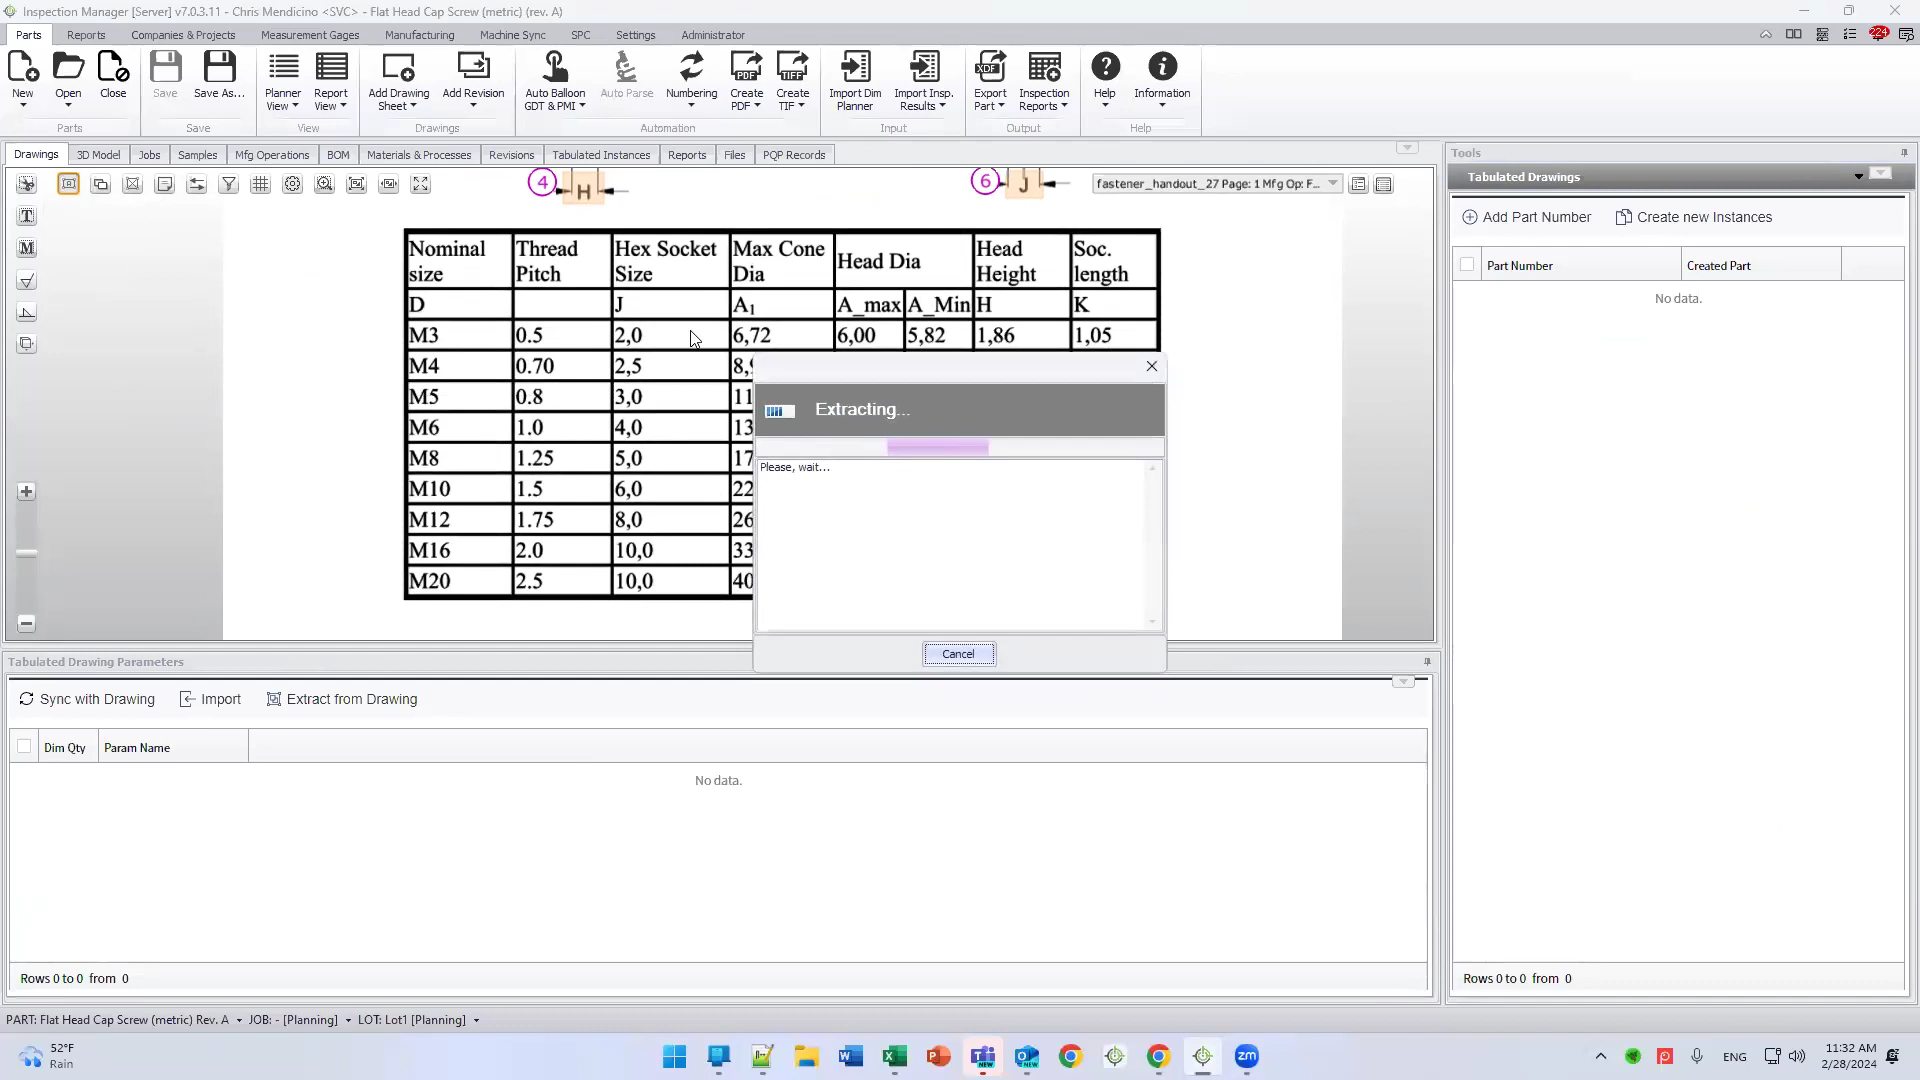 Inspection Manager [Server] v7.0.3.11 - Chris Mendicino <SVC> - Flat Head Cap Screw (metric) (rev. A)
Parts Reports Companies & Projects Measurement Gages Manufacturing Machine Sync SPC Settings Administrator 224
New Open Close Save Save As... Planner View Report View Add Drawing Sheet Add Revision Auto Balloon GDT & PMI Auto Parse Numbering Create PDF Create TIF Import Dim Planner Import Insp. Results Export Part Inspection Reports Help Information
Parts Save View Drawings Automation Input Output Help
Drawings 3D Model Jobs Samples Mfg Operations BOM Materials & Processes Revisions Tabulated Instances Reports Files PQP Records
Tools
Tabulated Drawings
4 H 6 J fastener_handout_27 Page: 1 Mfg Op: F...
Add Part Number Create new Instances
Part Number Created Part
No data.
Nominal size Thread Pitch Hex Socket Size Max Cone Dia Head Dia Head Height Soc. length
D J A1 A_max A_Min H K
M3 0.5 2,0 6,72 6,00 5,82 1,86 1,05
M4 0.70 2,5 8,
M5 0.8 3,0 11
M6 1.0 4,0 13
M8 1.25 5,0 17
M10 1.5 6,0 22
M12 1.75 8,0 26
M16 2.0 10,0 33
M20 2.5 10,0 40
Extracting...
Please, wait...
Cancel
Tabulated Drawing Parameters
Sync with Drawing Import Extract from Drawing
Dim Qty Param Name
No data.
Rows 0 to 0 from 0
Rows 0 to 0 from 0
PART: Flat Head Cap Screw (metric) Rev. A JOB: - [Planning] LOT: Lot1 [Planning]
52°F
Rain
ENG
11:32 AM
2/28/2024